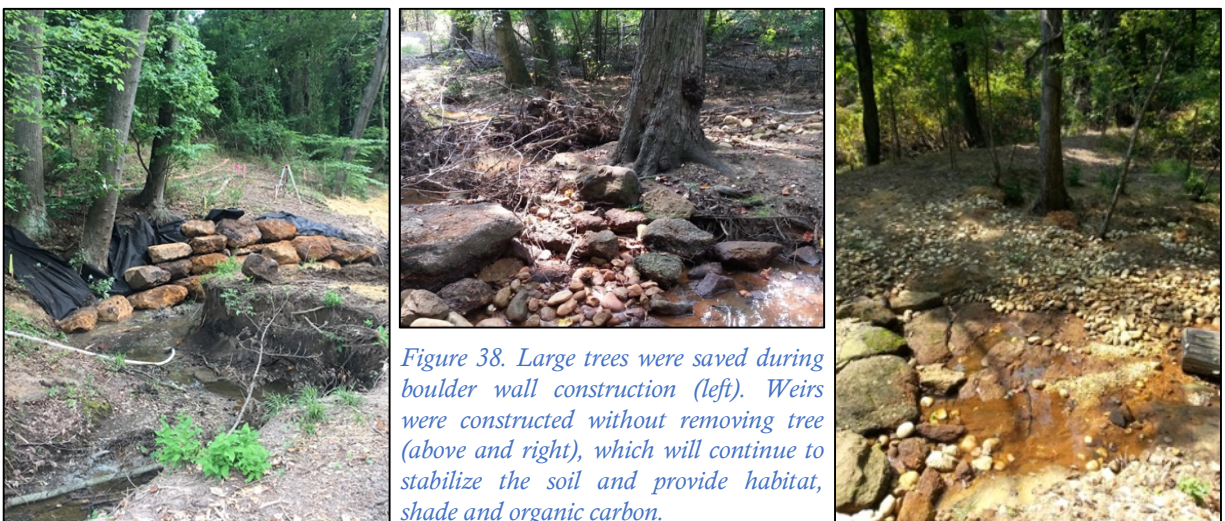 Figure 38. Large trees were saved during
boulder wall construction (left). Weirs
were constructed without removing tree
(above and right), which will continue to
stabilize the soil and provide habitat,
shade and organic carbon.